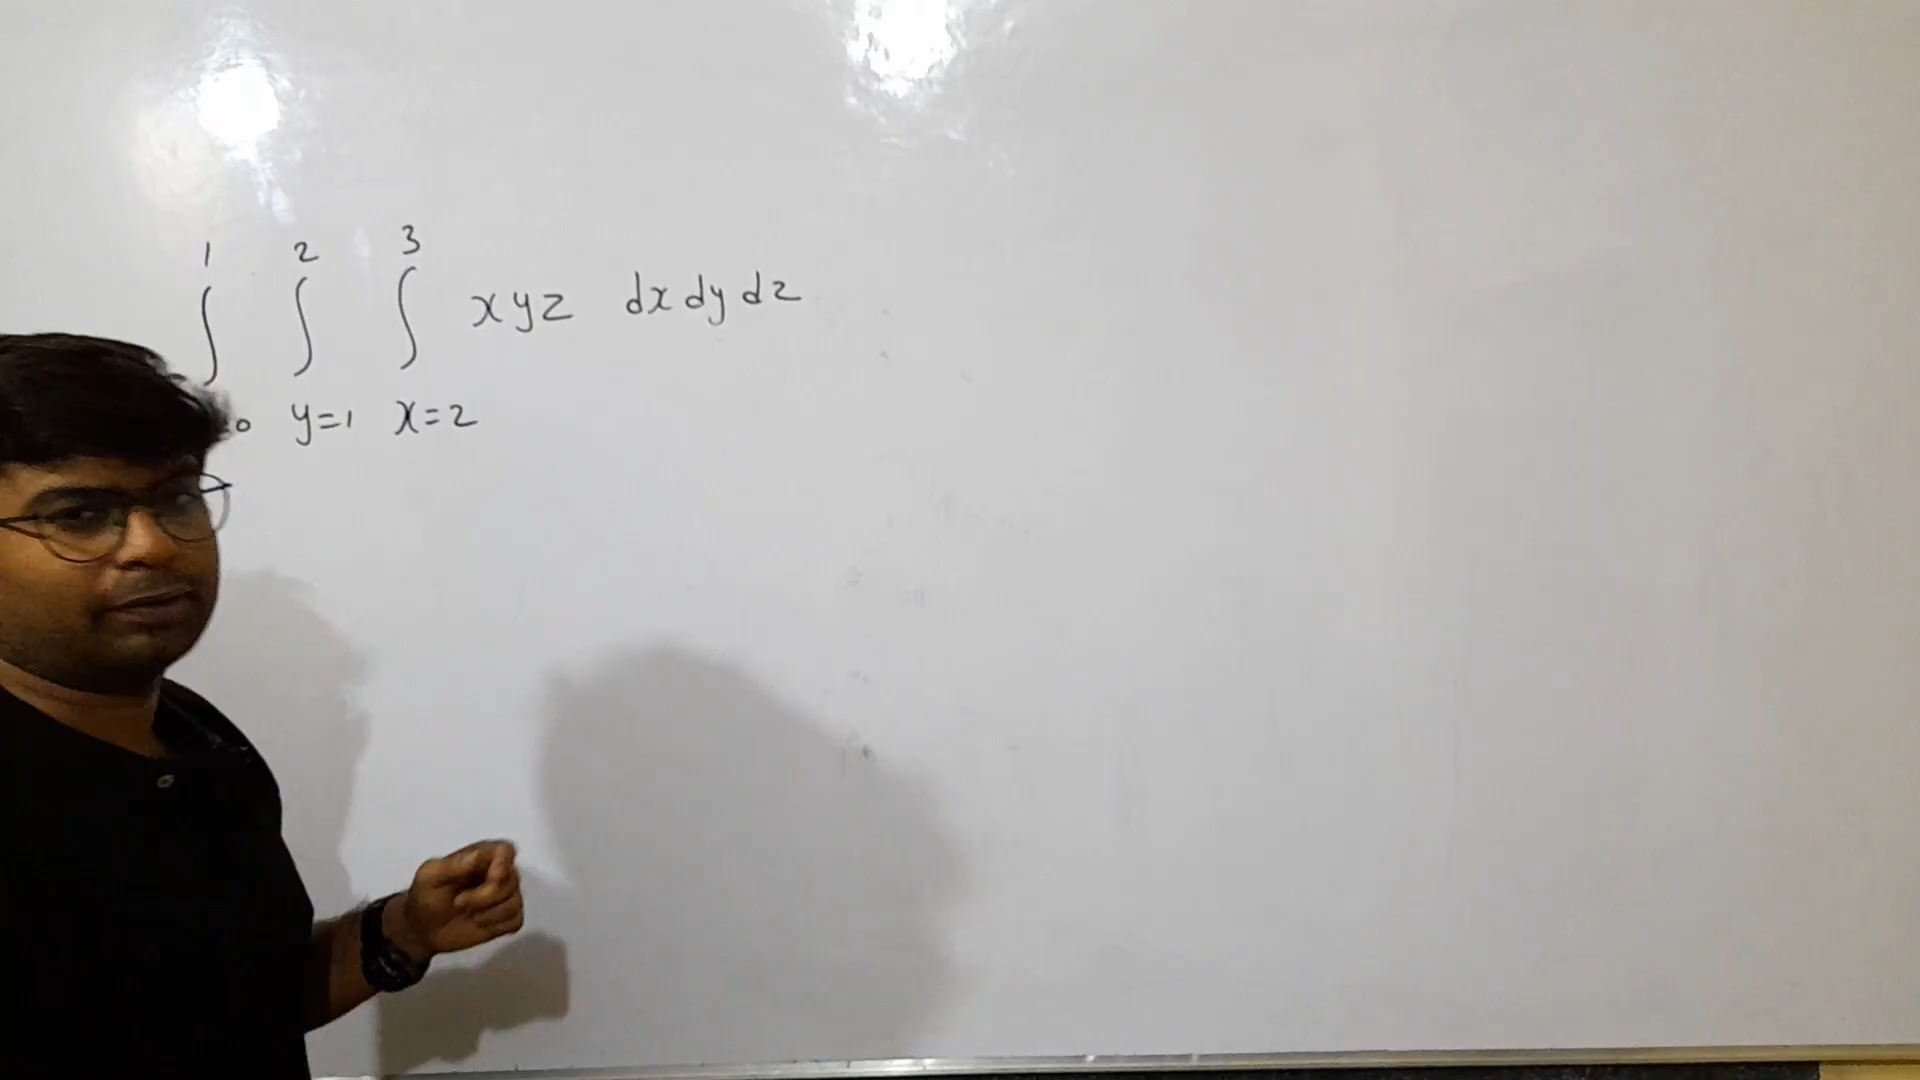 1 2 3
∫ ∫ ∫ xyz dx dy dz
0 y=1 x=2